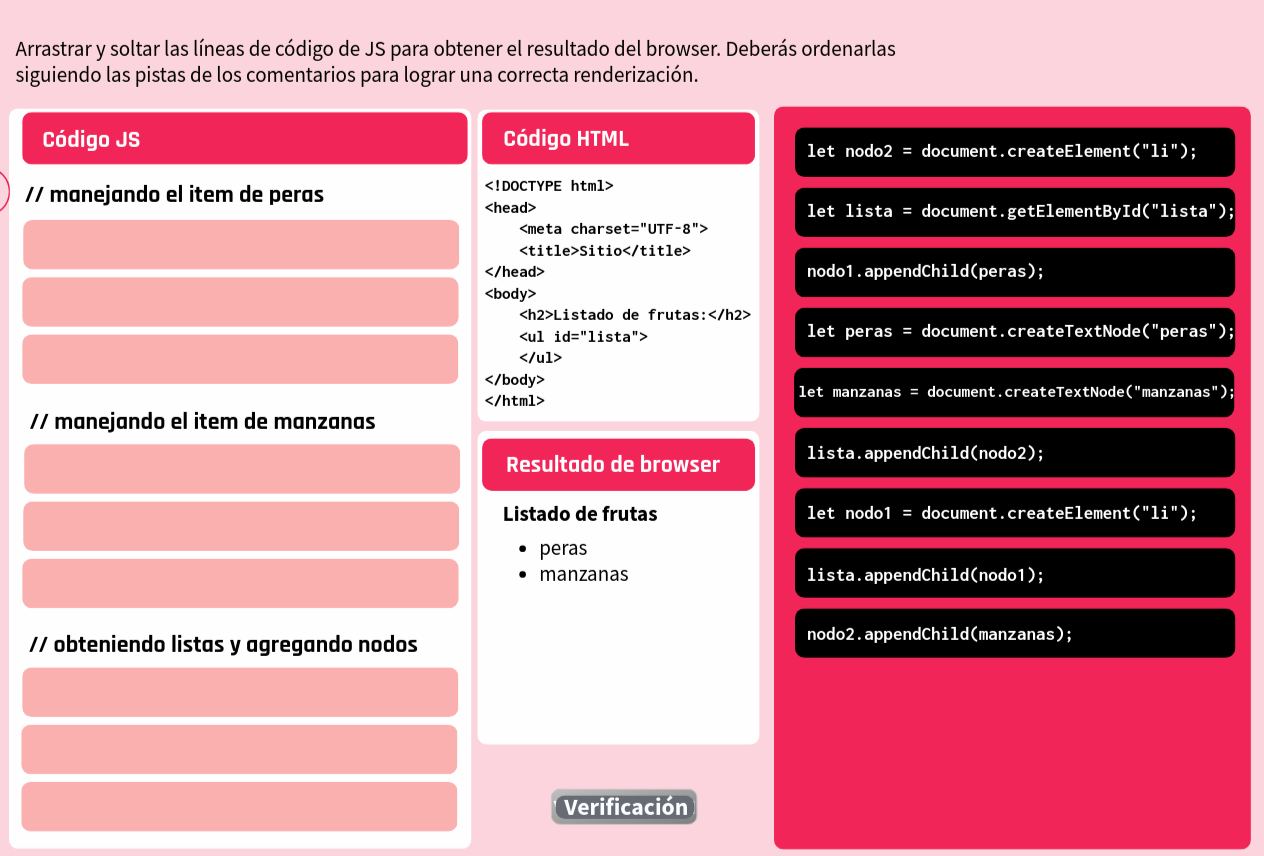 Arrastrar y soltar las líneas de código de JS para obtener el resultado del browser. Deberás ordenarlas
siguiendo las pistas de los comentarios para lograr una correcta renderización.
Código JS
// manejando el item de peras
// manejando el item de manzanas
// obteniendo listas y agregando nodos
Código HTML
<!DOCTYPE html>
<head>
    <meta charset="UTF-8">
    <title>Sitio</title>
</head>
<body>
    <h2>Listado de frutas:</h2>
    <ul id="lista">
    </ul>
</body>
</html>
Resultado de browser
Listado de frutas
• peras
• manzanas
Verificación
let nodo2 = document.createElement("li");
let lista = document.getElementById("lista");
nodo1.appendChild(peras);
let peras = document.createTextNode("peras");
let manzanas = document.createTextNode("manzanas");
lista.appendChild(nodo2);
let nodo1 = document.createElement("li");
lista.appendChild(nodo1);
nodo2.appendChild(manzanas);